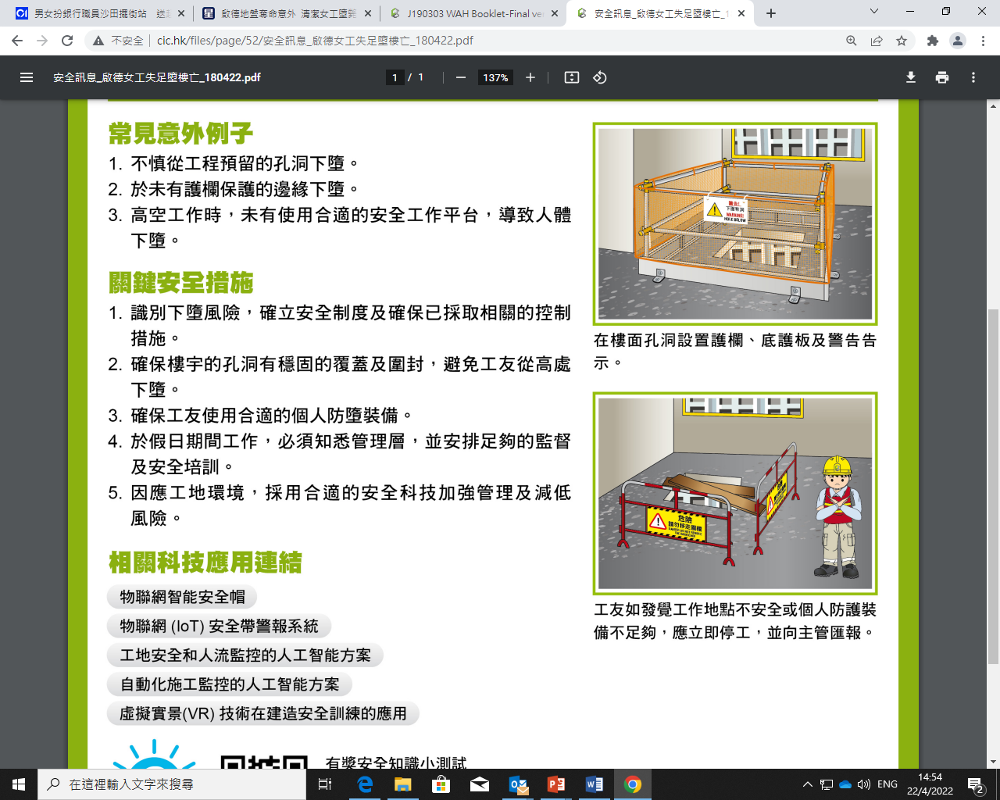 男女扮銀行職員沙田擺街站　送
啟德地盤奪命意外 清潔女工墮斃
J190303 WAH Booklet-Final ve
安全訊息_啟德女工失足墮樓亡_1
不安全 cic.hk/files/page/52/安全訊息_啟德女工失足墮樓亡_180422.pdf
安全訊息_啟德女工失足墮樓亡_180422.pdf
1 / 1
137%
常見意外例子
1. 不慎從工程預留的孔洞下墮。
2. 於未有護欄保護的邊緣下墮。
3. 高空工作時，未有使用合適的安全工作平台，導致人體
下墮。
關鍵安全措施
1. 識別下墮風險，確立安全制度及確保已採取相關的控制
措施。
2. 確保樓宇的孔洞有穩固的覆蓋及圍封，避免工友從高處
下墮。
3. 確保工友使用合適的個人防墮裝備。
4. 於假日期間工作，必須知悉管理層，並安排足夠的監督
及安全培訓。
5. 因應工地環境，採用合適的安全科技加強管理及減低
風險。
相關科技應用連結
物聯網智能安全帽
物聯網 (IoT) 安全帶警報系統
工地安全和人流監控的人工智能方案
自動化施工監控的人工智能方案
虛擬實景(VR) 技術在建造安全訓練的應用
有獎安全知識小測試
警告!
下面有洞
WARNING!
HOLE BELOW
在樓面孔洞設置護欄、底護板及警告告
示。
危險
請勿移走圍欄
DANGER DO NOT REMOVE
THE BARRICADE
工友如發覺工作地點不安全或個人防護裝
備不足夠，應立即停工，並向主管匯報。
在這裡輸入文字來搜尋
ENG
14:54
22/4/2022
2